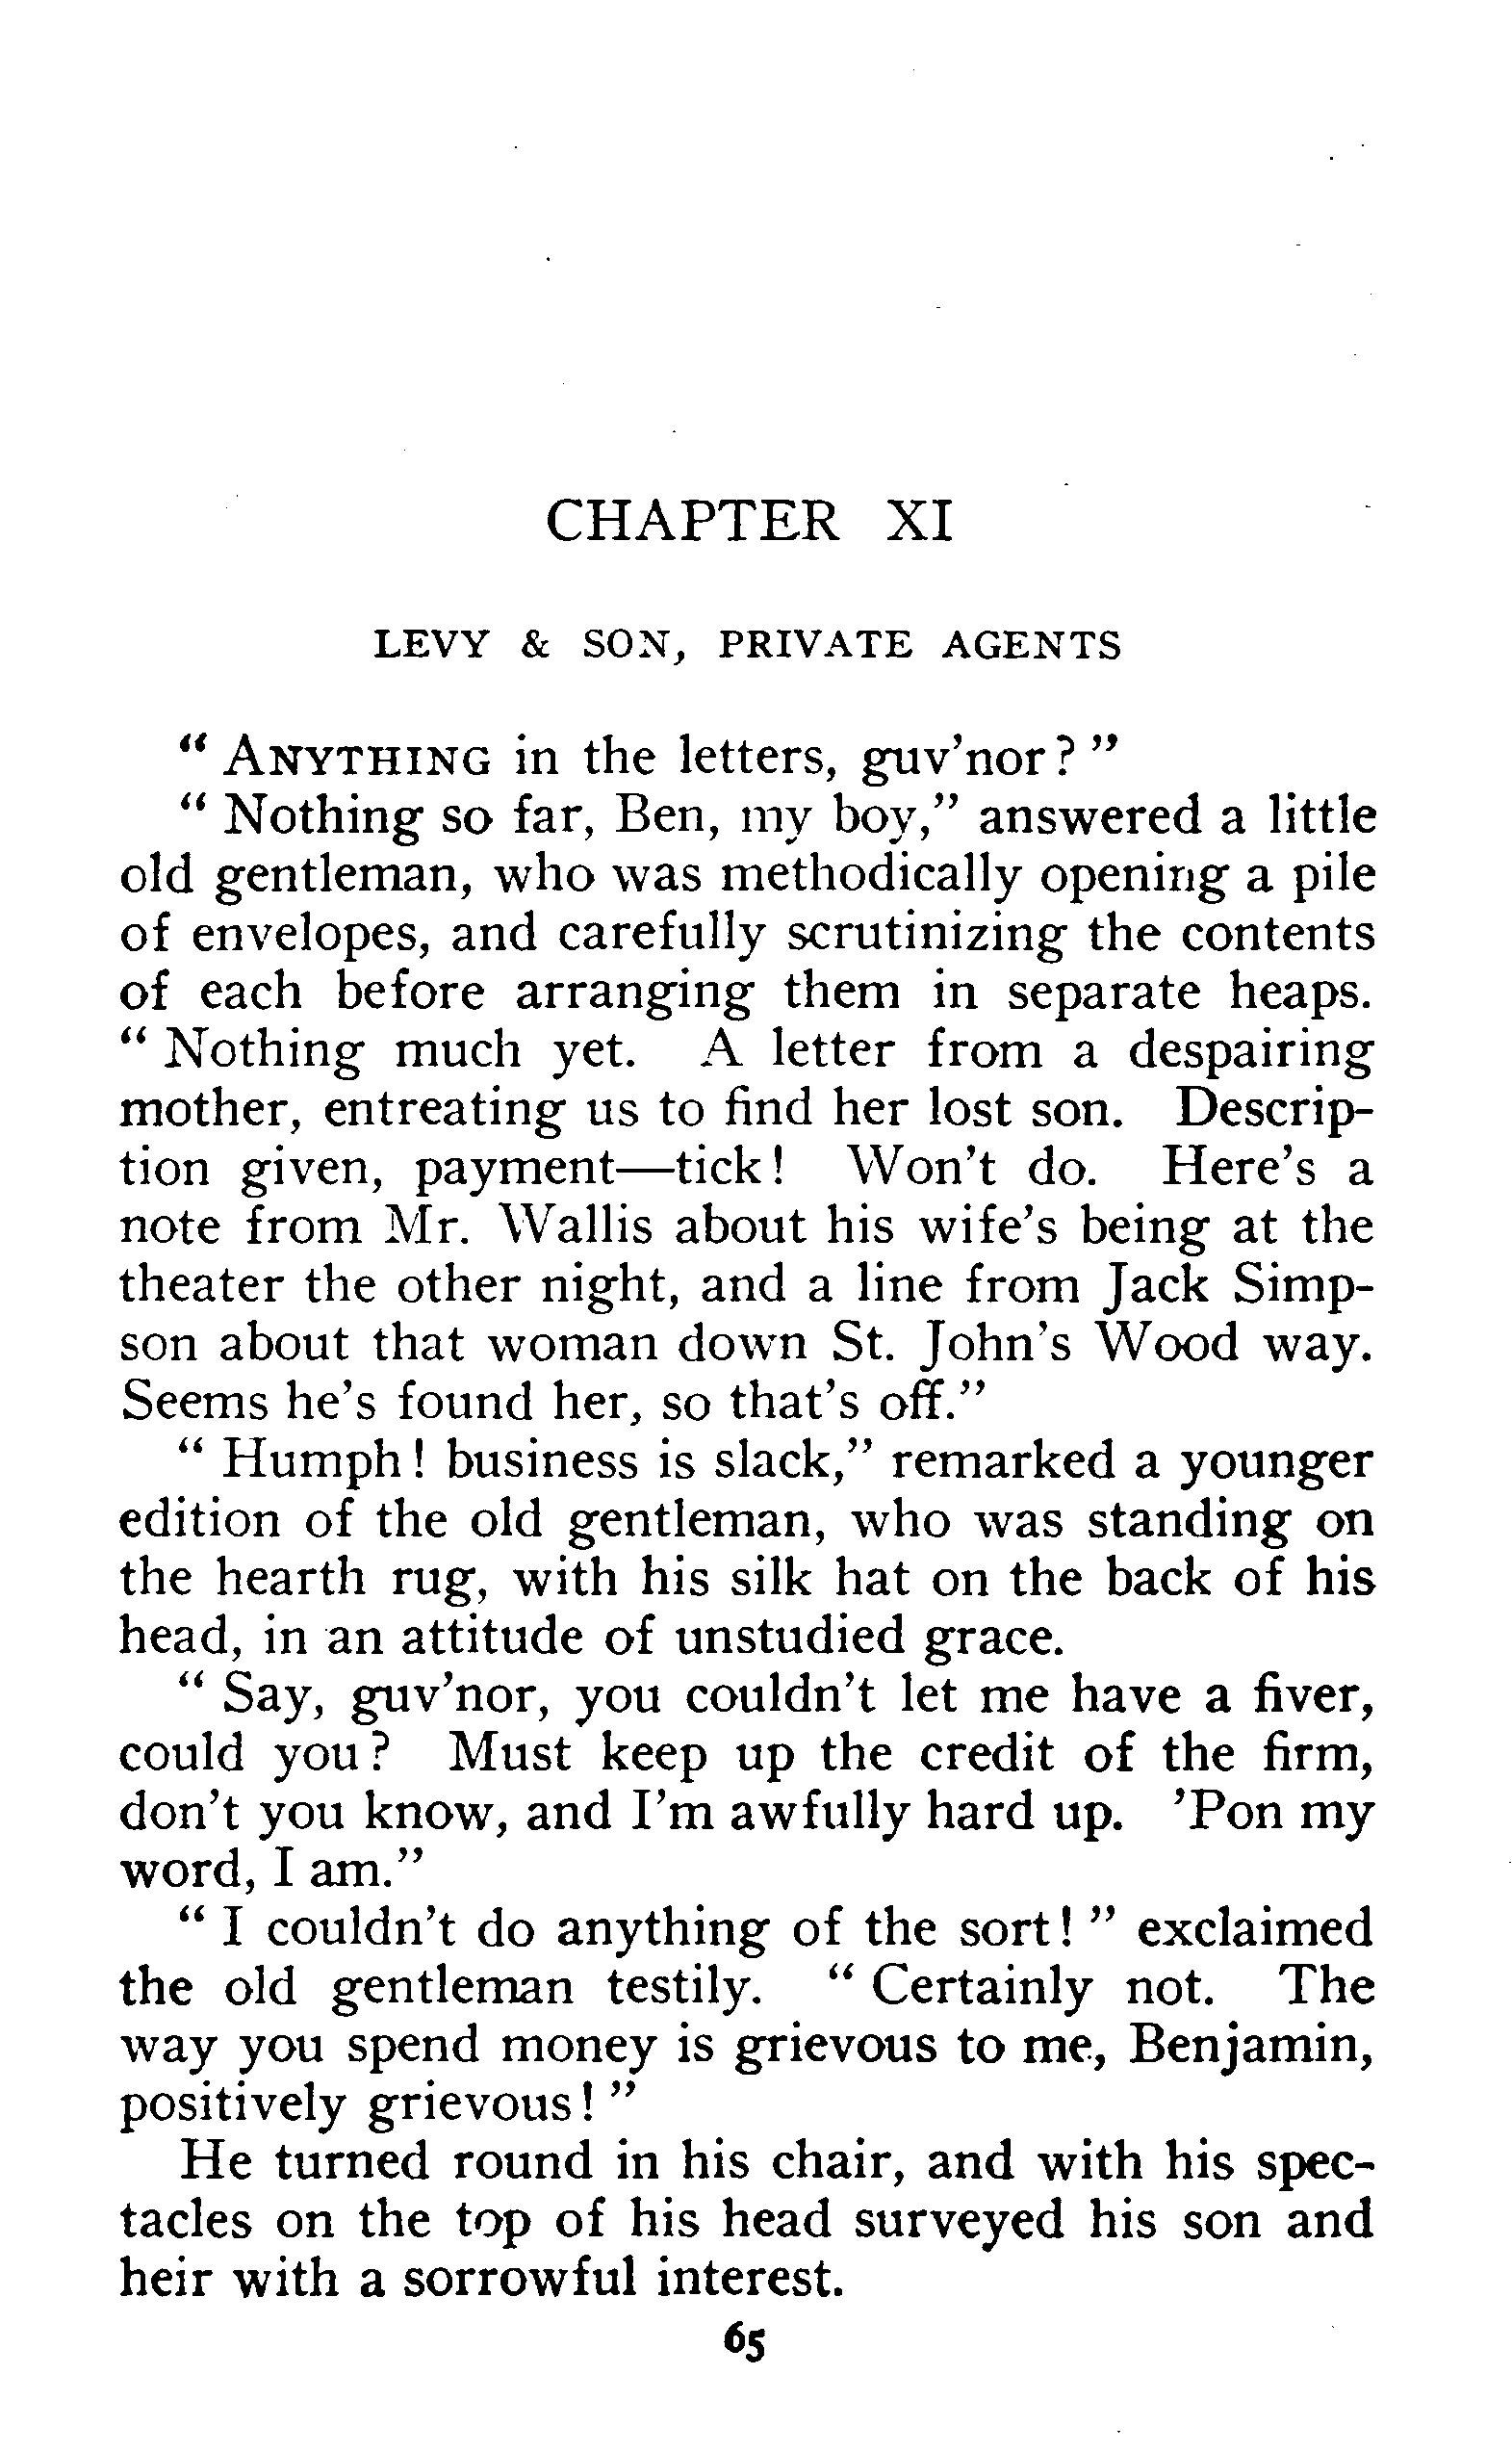 CHAPTER XI
LEVY & SON, PRIVATE AGENTS
" ANYTHING in the letters, guv'nor? "
" Nothing so far, Ben, my boy," answered a little
old gentleman, who was methodically opening a pile
of envelopes, and carefully scrutinizing the contents
of each before arranging them in separate heaps.
" Nothing much yet. A letter from a despairing
mother, entreating us to find her lost son. Descrip-
tion given, payment—tick! Won't do. Here's a
note from Mr. Wallis about his wife's being at the
theater the other night, and a line from Jack Simp-
son about that woman down St. John's Wood way.
Seems he's found her, so that's off."
" Humph! business is slack," remarked a younger
edition of the old gentleman, who was standing on
the hearth rug, with his silk hat on the back of his
head, in an attitude of unstudied grace.
" Say, guv'nor, you couldn't let me have a fiver,
could you? Must keep up the credit of the firm,
don't you know, and I'm awfully hard up. 'Pon my
word, I am."
" I couldn't do anything of the sort! " exclaimed
the old gentleman testily. " Certainly not. The
way you spend money is grievous to me, Benjamin,
positively grievous! "
He turned round in his chair, and with his spec-
tacles on the top of his head surveyed his son and
heir with a sorrowful interest.
65